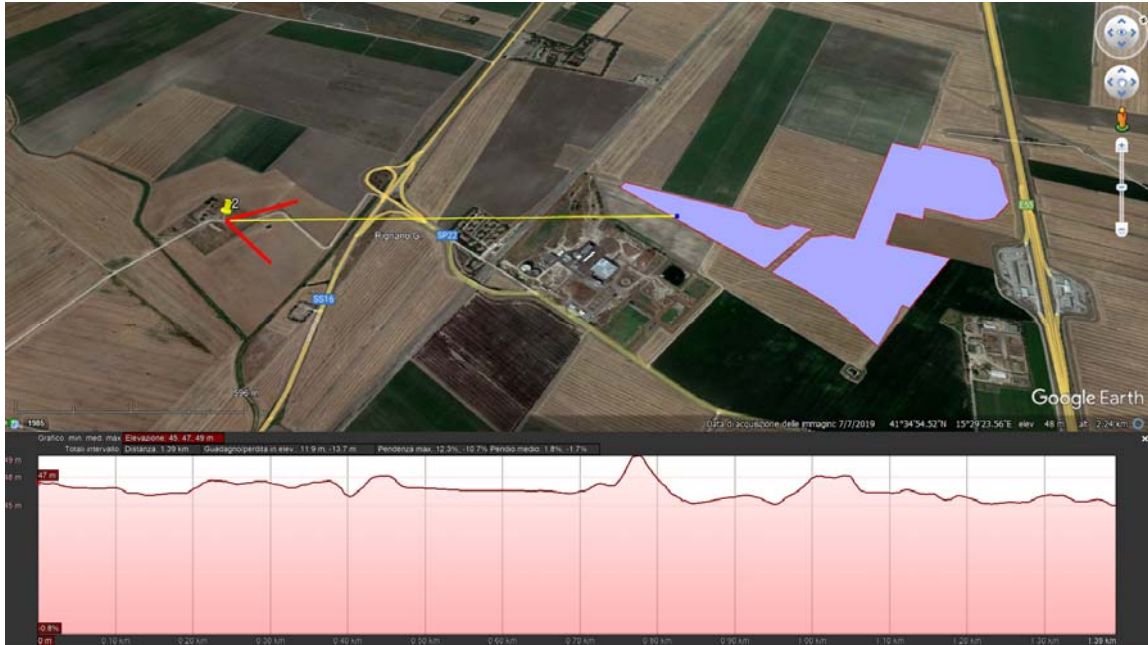 2
Rignano G.
SP22
SS16
E55
Google Earth
1985
Data di acquisizione delle immagini: 7/7/2019 41°34'54.52"N 15°29'23.56"E elev 48 m alt 2.24 km
Grafico: min, med, max Elevazione: 45, 47, 49 m
Totali intervallo: Distanza: 1.39 km Guadagno/perdita in elev.: 11.9 m, -13.7 m Pendenza max: 12.3%, -10.7% Pendio medio: 1.8%, -1.7%
49 m
47 m
48 m
45 m
-0.8%
0 m 0.10 km 0.20 km 0.30 km 0.40 km 0.50 km 0.60 km 0.70 km 0.80 km 0.90 km 1.00 km 1.10 km 1.20 km 1.30 km 1.39 km